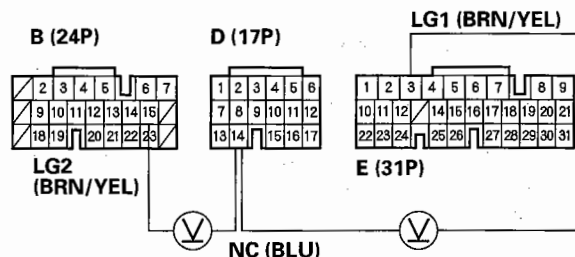 LG1 (BRN/YEL)
B (24P)
D (17P)
2 3 4 5 6 7
9 10 11 12 13 14 15
18 19 20 21 22 23
1 2 3 4 5 6
7 8 9 10 11 12
13 14 15 16 17
1 2 3 4 5 6 7 8 9
10 11 12 14 15 16 17 18 19 20 21
22 23 24 25 26 27 28 29 30 31
LG2
(BRN/YEL)
E (31P)
V
V
NC (BLU)